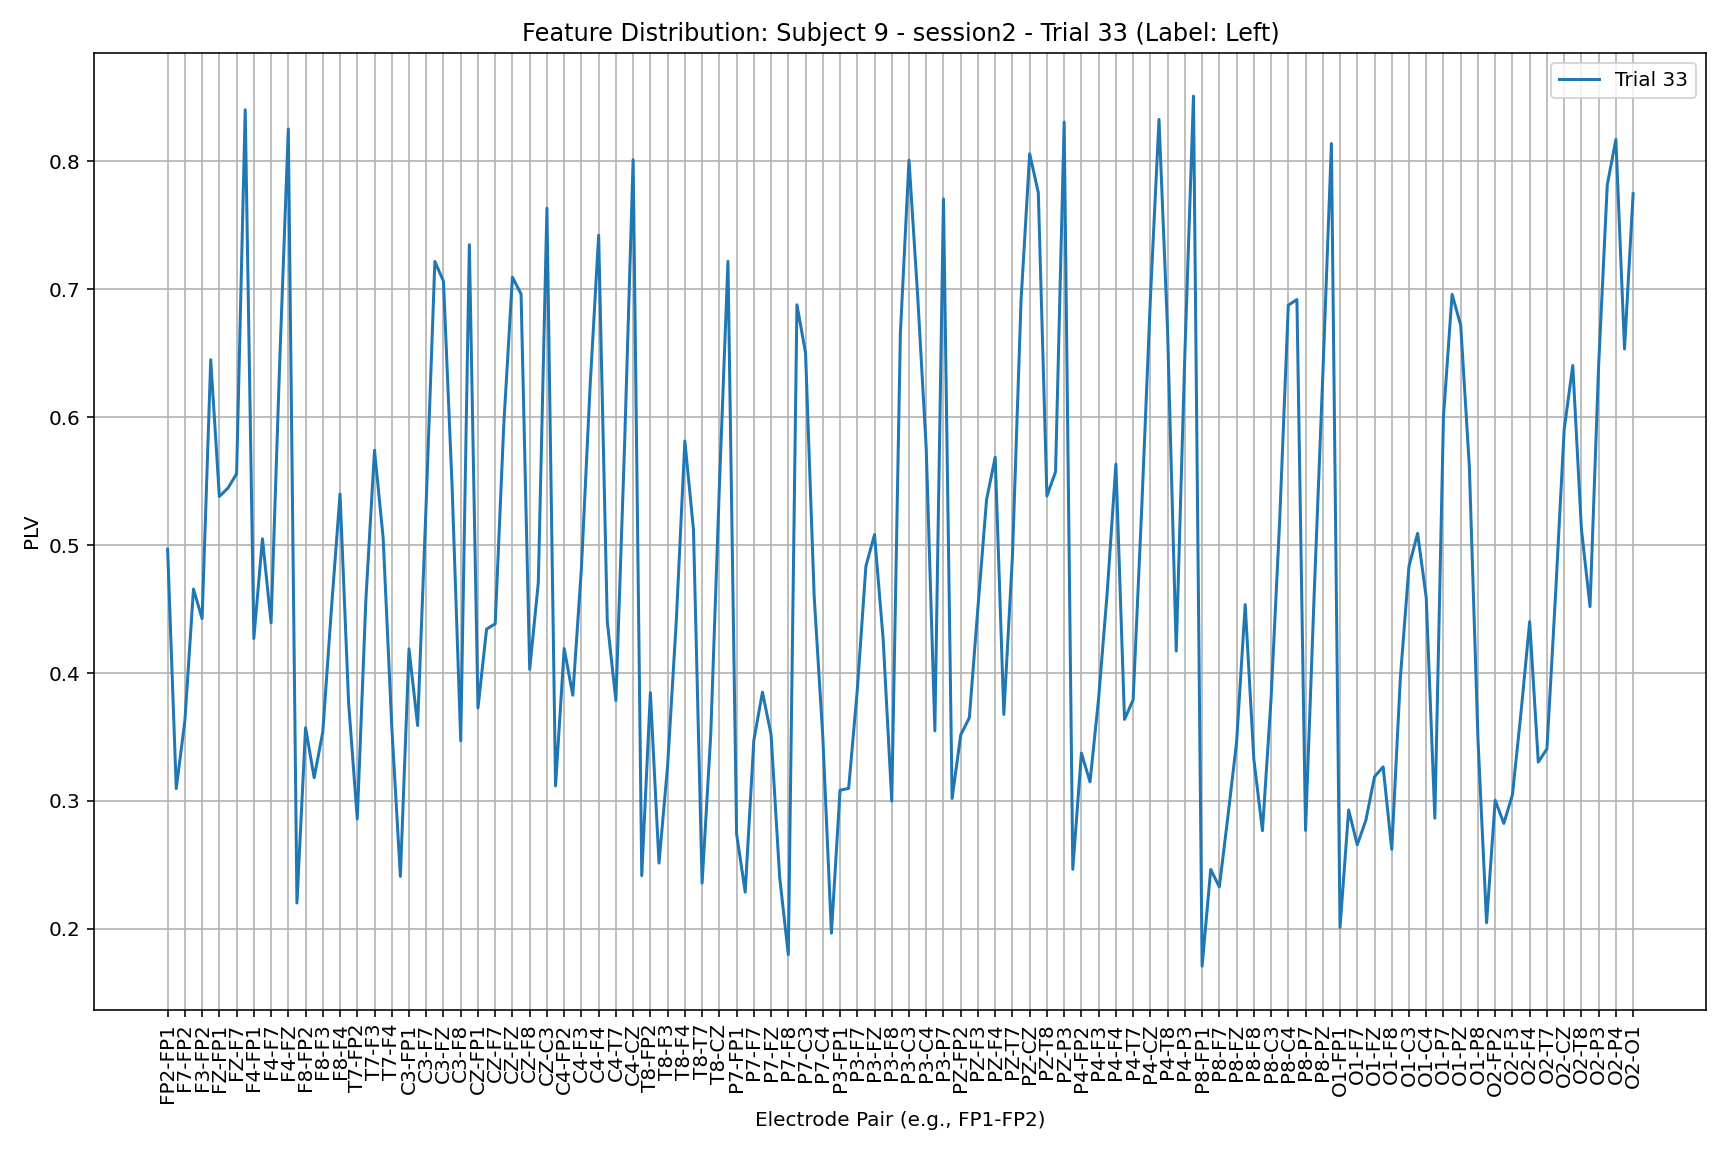 Feature Distribution: Subject 9 - session2 - Trial 33 (Label: Left)
Trial 33
PLV
0.8
0.7
0.6
0.5
0.4
0.3
0.2
FP2-FP1
F7-FP2
F3-FP2
FZ-FP1
FZ-F7
F4-FP1
F4-F7
F4-FZ
F8-FP2
F8-F3
F8-F4
T7-FP2
T7-F3
T7-F4
C3-FP1
C3-F7
C3-FZ
C3-F8
CZ-FP1
CZ-F7
CZ-FZ
CZ-F8
CZ-C3
C4-FP2
C4-F3
C4-F4
C4-T7
C4-CZ
T8-FP2
T8-F3
T8-F4
T8-T7
T8-CZ
P7-FP1
P7-F7
P7-FZ
P7-F8
P7-C3
P7-C4
P3-FP1
P3-F7
P3-FZ
P3-F8
P3-C3
P3-C4
P3-P7
PZ-FP2
PZ-F3
PZ-F4
PZ-T7
PZ-CZ
PZ-T8
PZ-P3
P4-FP2
P4-F3
P4-F4
P4-T7
P4-CZ
P4-T8
P4-P3
P8-FP1
P8-F7
P8-FZ
P8-F8
P8-C3
P8-C4
P8-P7
P8-PZ
O1-FP1
O1-F7
O1-FZ
O1-F8
O1-C3
O1-C4
O1-P7
O1-PZ
O1-P8
O2-FP2
O2-F3
O2-F4
O2-T7
O2-CZ
O2-T8
O2-P3
O2-P4
O2-O1
Electrode Pair (e.g., FP1-FP2)